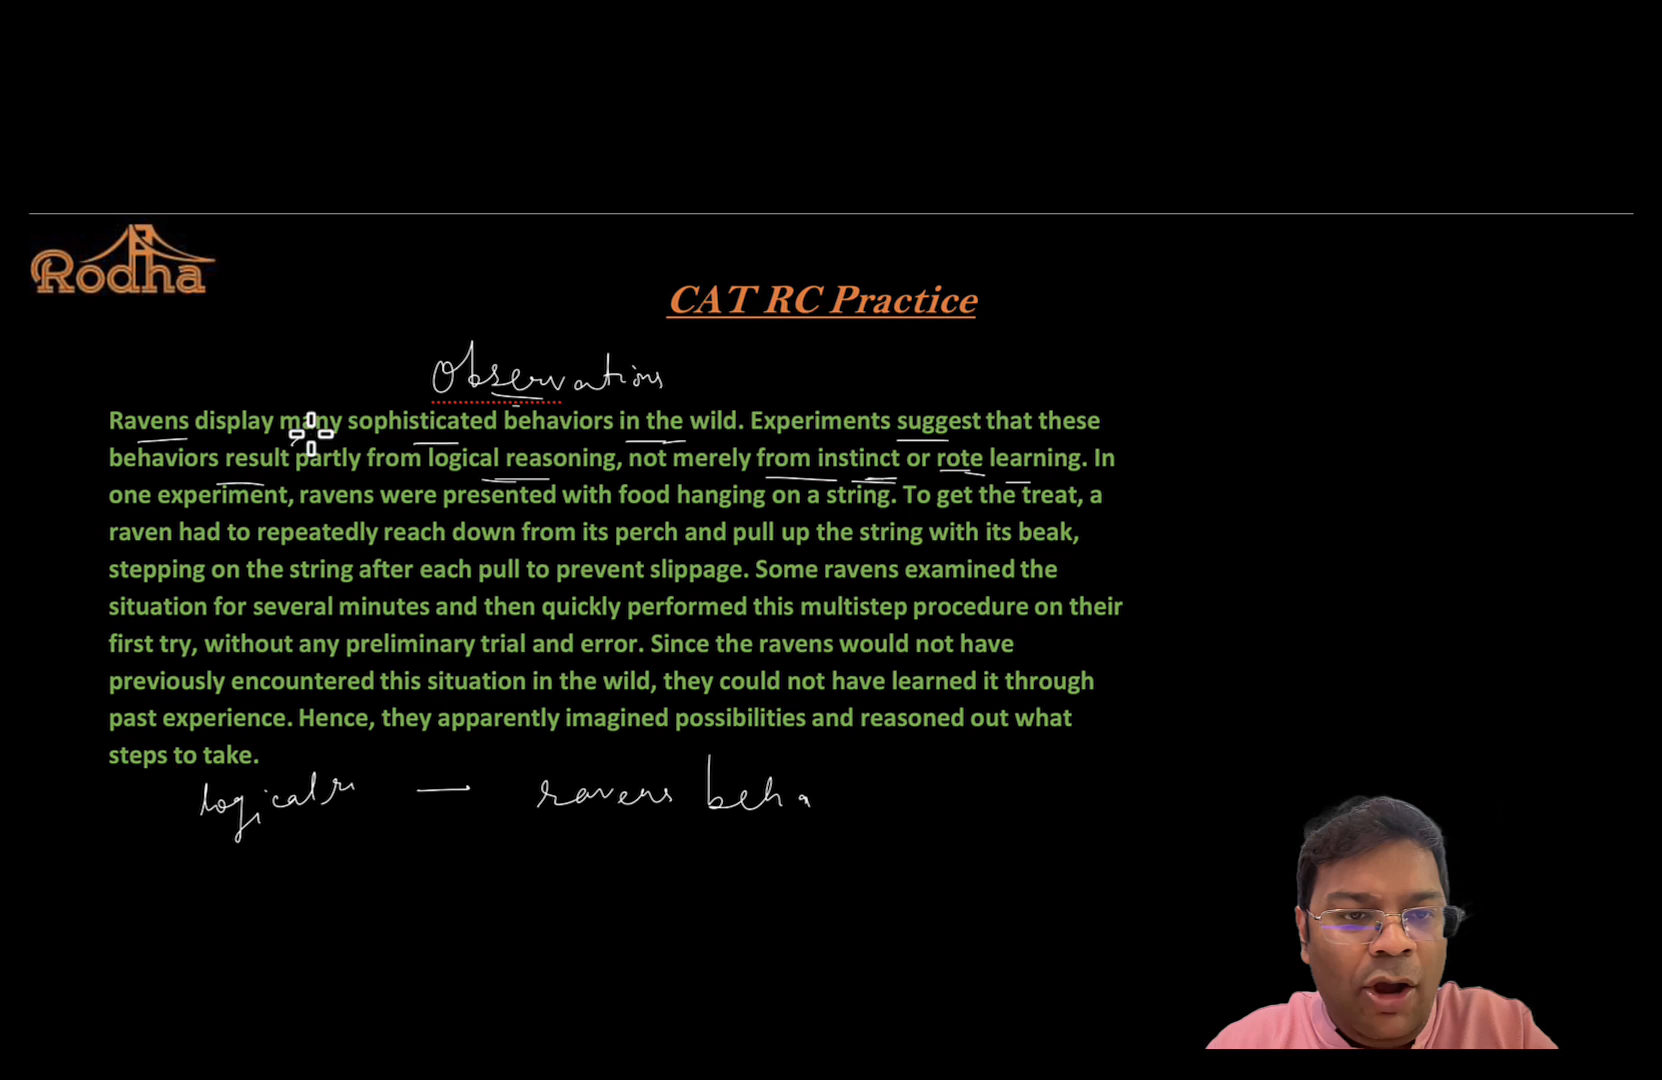 Rodha
CAT RC Practice
Observations
Ravens display many sophisticated behaviors in the wild. Experiments suggest that these
behaviors result partly from logical reasoning, not merely from instinct or rote learning. In
one experiment, ravens were presented with food hanging on a string. To get the treat, a
raven had to repeatedly reach down from its perch and pull up the string with its beak,
stepping on the string after each pull to prevent slippage. Some ravens examined the
situation for several minutes and then quickly performed this multistep procedure on their
first try, without any preliminary trial and error. Since the ravens would not have
previously encountered this situation in the wild, they could not have learned it through
past experience. Hence, they apparently imagined possibilities and reasoned out what
steps to take.
logical r — ravens beha